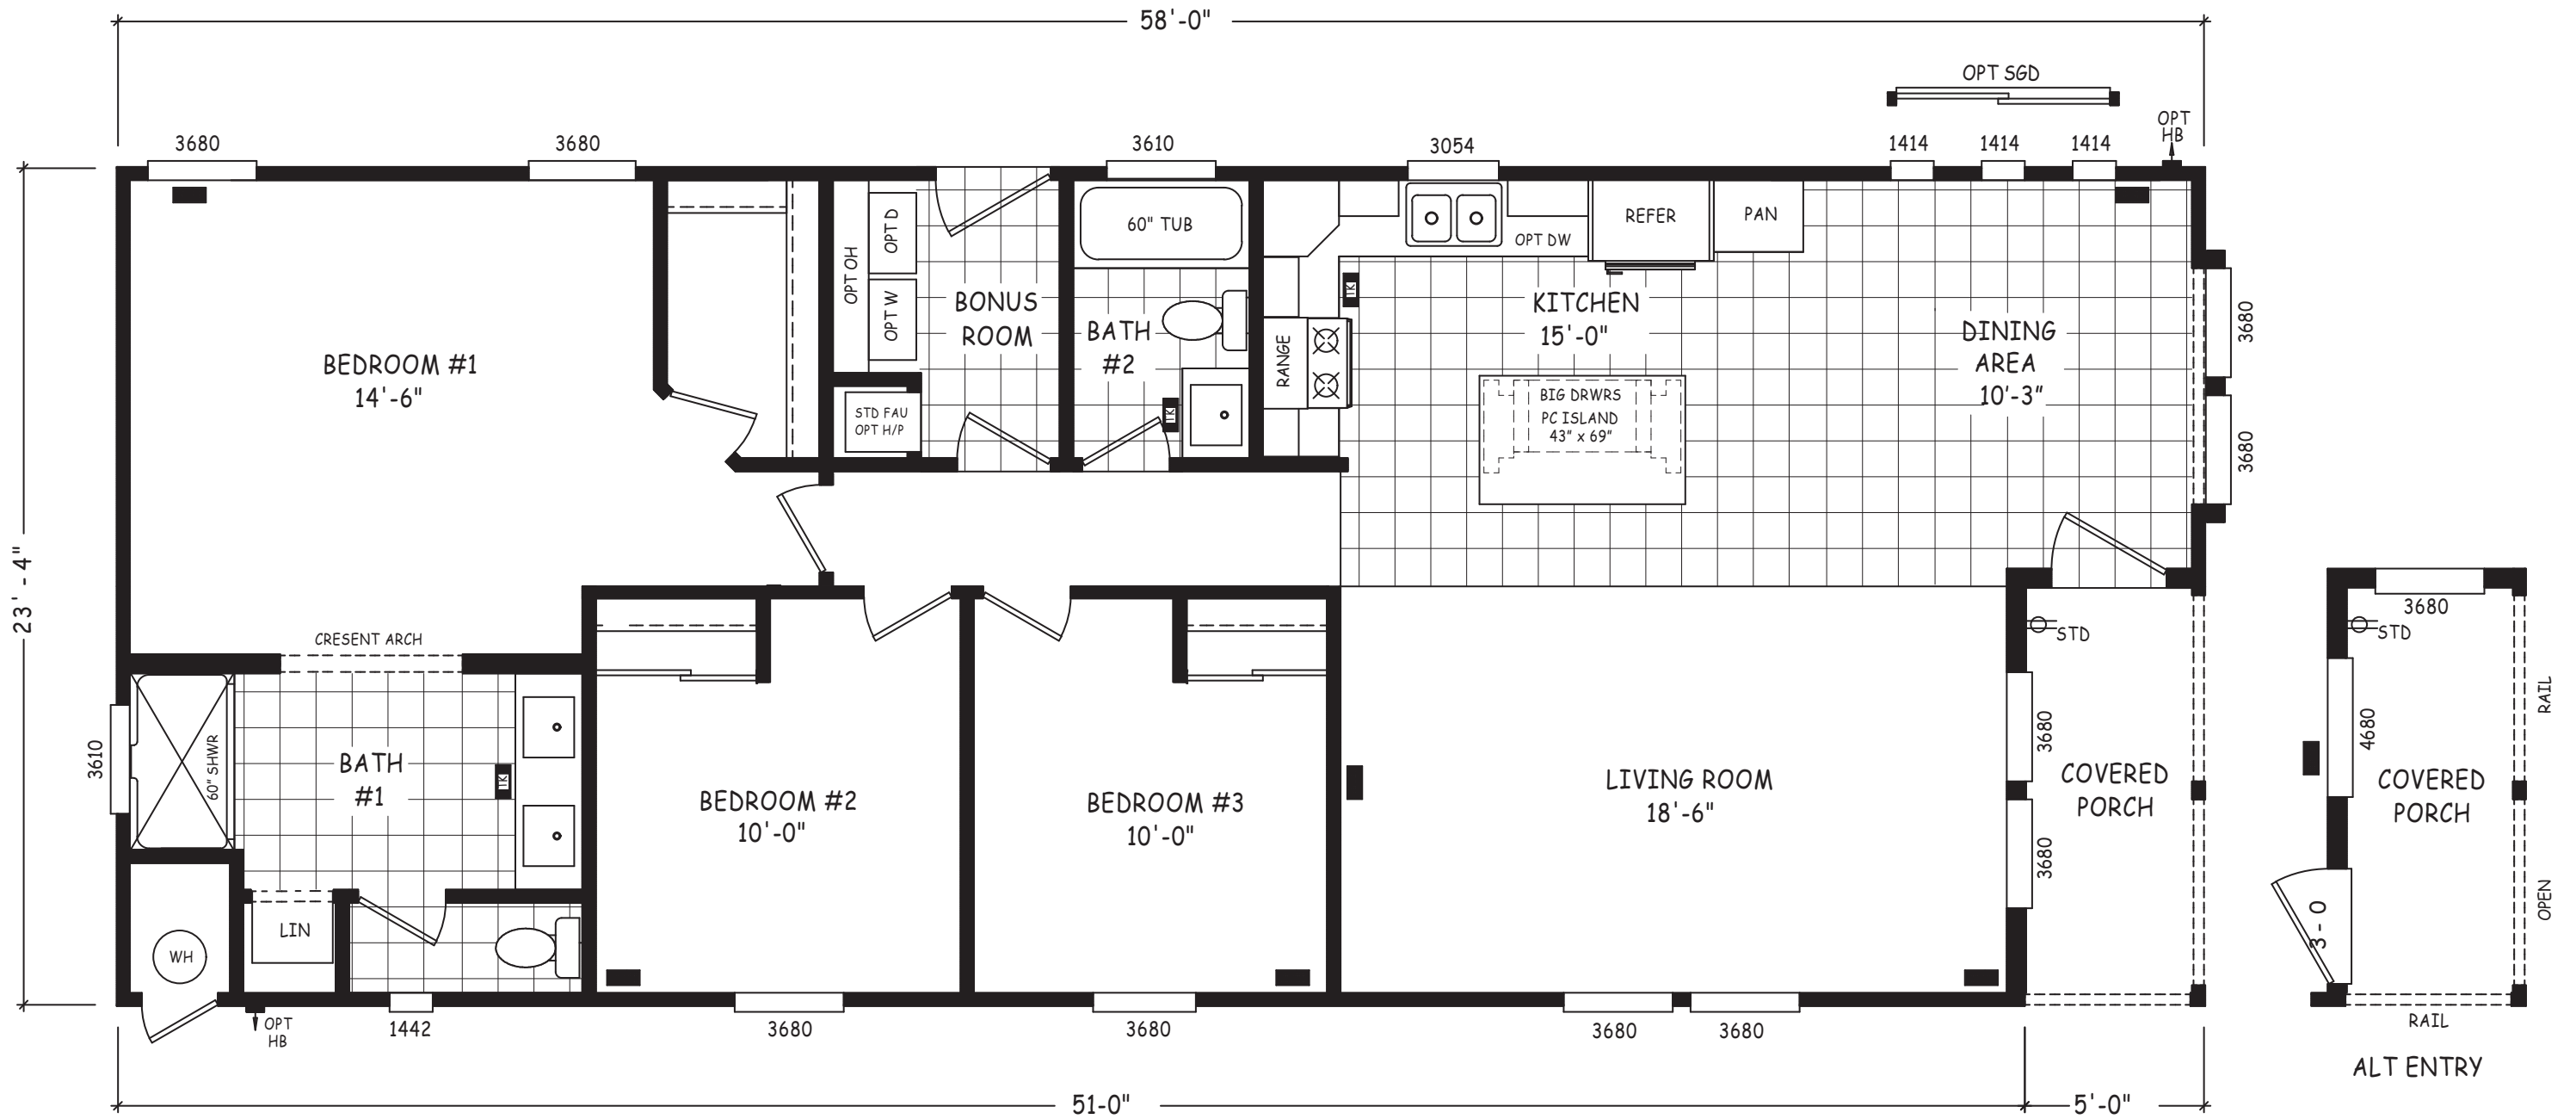 58'-0"
OPT SGD
OPT
HB
3680
3680
3610
3054
1414
1414
1414
23'-4"
BEDROOM #1
14'-6"
OPT OH
OPT D
OPT W
STD FAU
OPT H/P
BONUS
ROOM
60" TUB
BATH
#2
TK
RANGE
TK
OPT DW
REFER
PAN
KITCHEN
15'-0"
BIG DRWRS
PC ISLAND
43" x 69"
DINING
AREA
10'-3"
3680
3680
CRESENT ARCH
3610
60" SHWR
BATH
#1
TK
LIN
WH
OPT
HB
1442
BEDROOM #2
10'-0"
3680
BEDROOM #3
10'-0"
3680
LIVING ROOM
18'-6"
3680
3680
STD
3680
3680
COVERED
PORCH
3680
STD
4680
COVERED
PORCH
RAIL
OPEN
3-0
RAIL
ALT ENTRY
51-0"
5'-0"